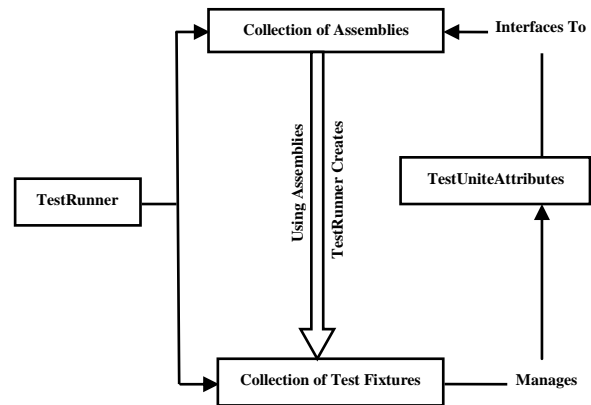 Collection of Assemblies
Interfaces To
Using Assemblies
TestRunner Creates
TestUniteAttributes
TestRunner
Collection of Test Fixtures
Manages